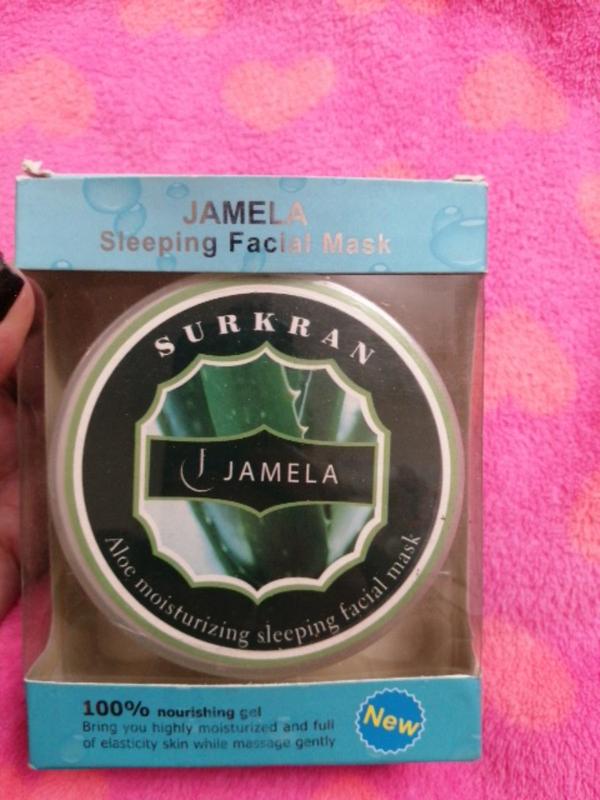 JAMELA
Sleeping Facial Mask
SURKRAN
J JAMELA
Aloe moisturizing sleeping facial mask
100% nourishing gel
Bring you highly moisturized and full
of elasticity skin while massage gently
New